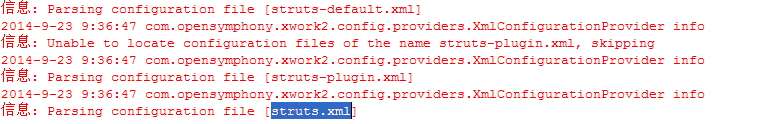 信息: Parsing configuration file [struts-default.xml]
2014-9-23 9:36:47 com.opensymphony.xwork2.config.providers.XmlConfigurationProvider info
信息: Unable to locate configuration files of the name struts-plugin.xml, skipping
2014-9-23 9:36:47 com.opensymphony.xwork2.config.providers.XmlConfigurationProvider info
信息: Parsing configuration file [struts-plugin.xml]
2014-9-23 9:36:47 com.opensymphony.xwork2.config.providers.XmlConfigurationProvider info
信息: Parsing configuration file [struts.xml]